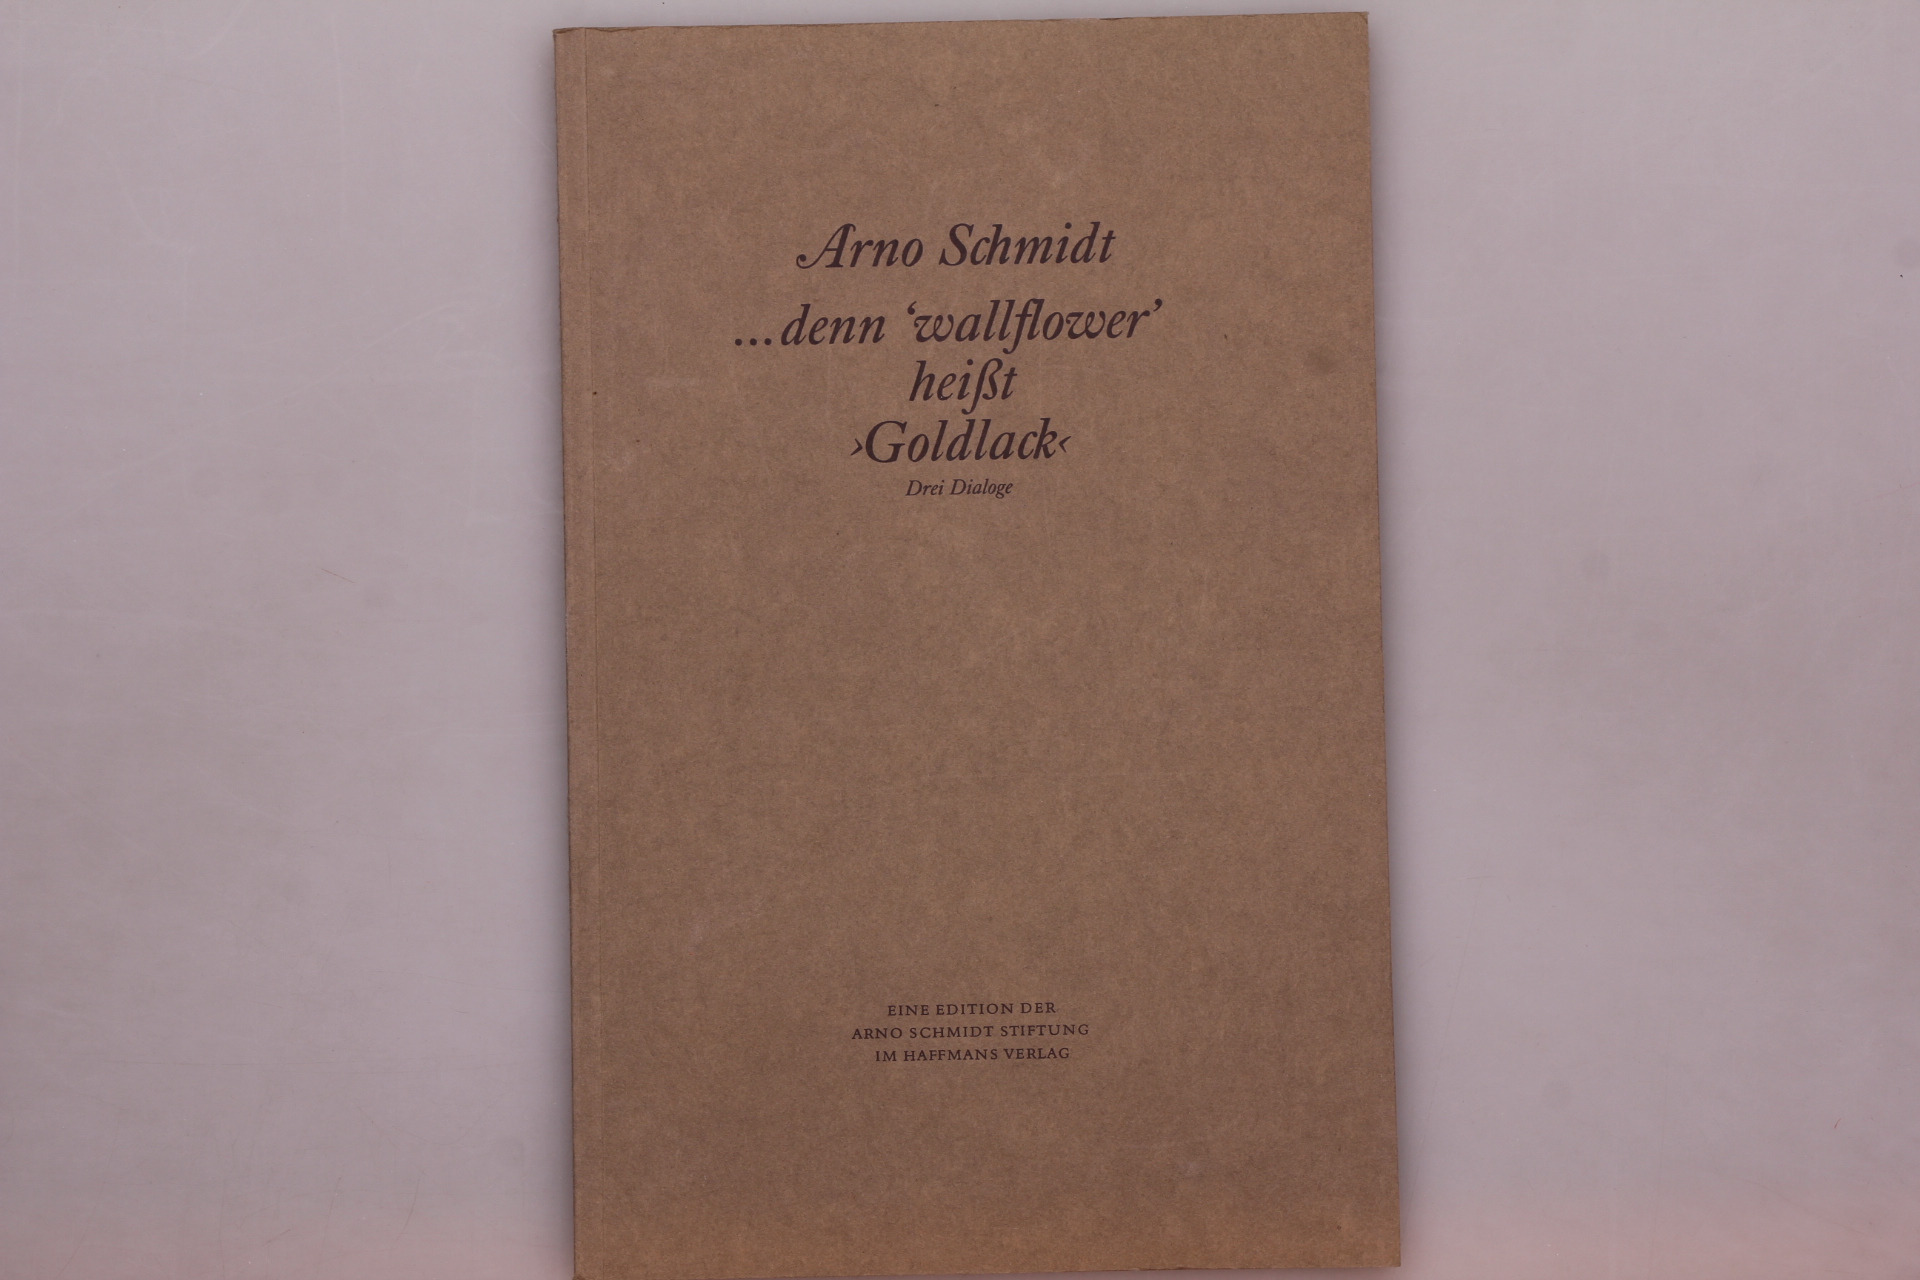 Arno Schmidt
...denn ‘wallflower’
heißt
›Goldlack‹
Drei Dialoge
EINE EDITION DER
ARNO SCHMIDT STIFTUNG
IM HAFFMANS VERLAG